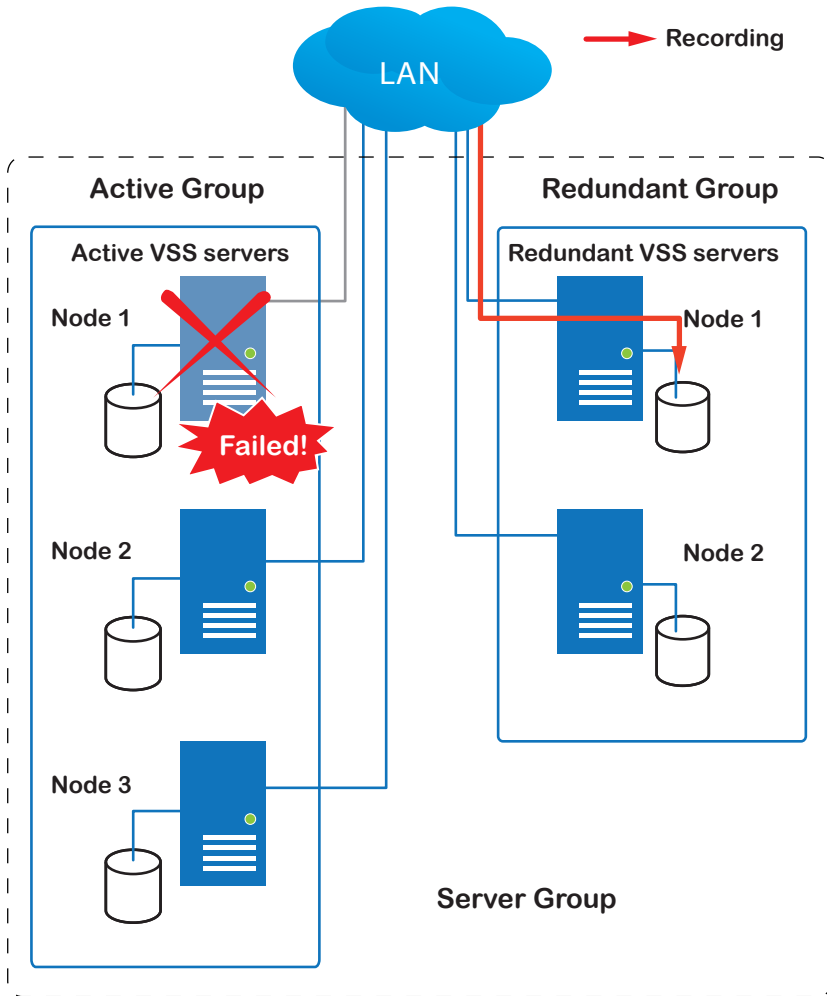 LAN
Recording
Active Group
Redundant Group
Active VSS servers
Redundant VSS servers
Node 1
Node 1
Failed!
Node 2
Node 2
Node 3
Server Group